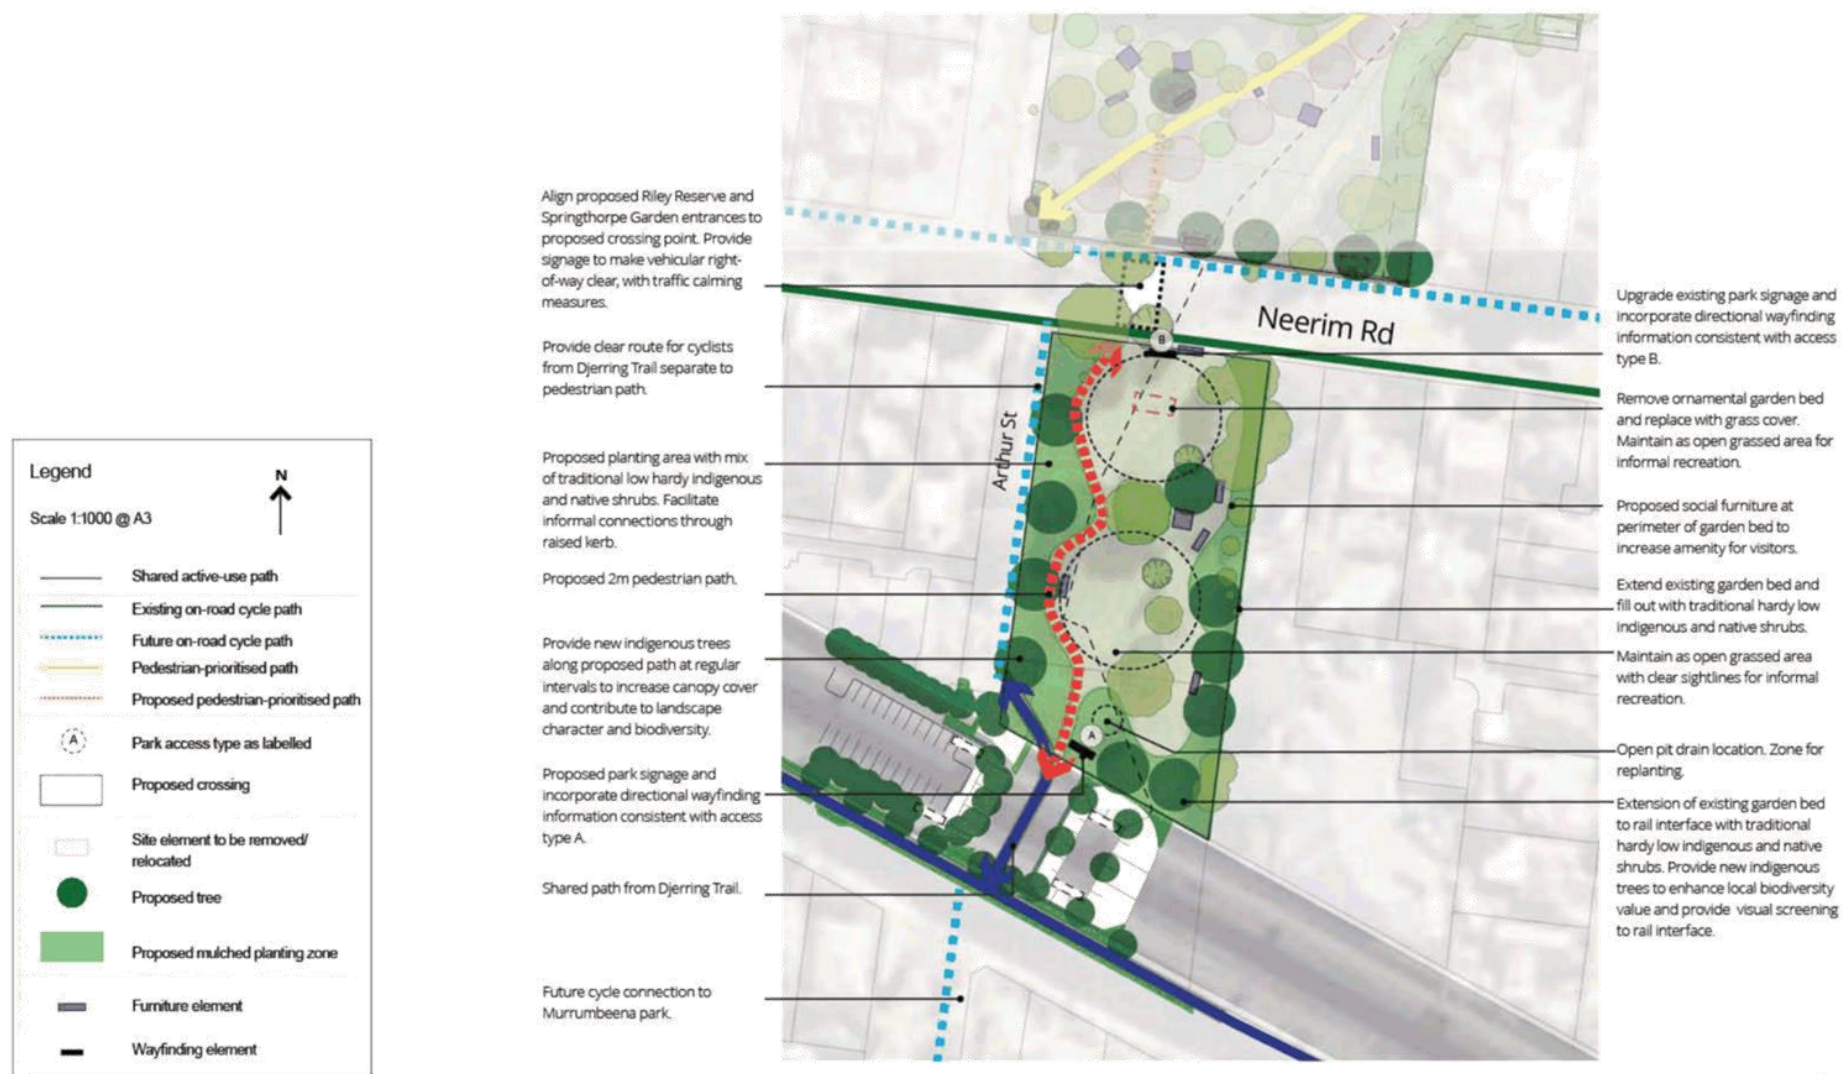 Align proposed Riley Reserve and
Springthorpe Garden entrances to
proposed crossing point. Provide
signage to make vehicular right-
of-way clear, with traffic calming
measures.
Provide clear route for cyclists
from Djerring Trail separate to
pedestrian path.
Proposed planting area with mix
of traditional low hardy indigenous
and native shrubs. Facilitate
informal connections through
raised kerb.
Proposed 2m pedestrian path.
Provide new indigenous trees
along proposed path at regular
intervals to increase canopy cover
and contribute to landscape
character and biodiversity.
Proposed park signage and
incorporate directional wayfinding
information consistent with access
type A.
Shared path from Djerring Trail.
Future cycle connection to
Murrumbeena park.
Legend
N
Scale 1:1000 @ A3
Shared active-use path
Existing on-road cycle path
Future on-road cycle path
Pedestrian-prioritised path
Proposed pedestrian-prioritised path
A
Park access type as labelled
Proposed crossing
Site element to be removed/
relocated
Proposed tree
Proposed mulched planting zone
Furniture element
Wayfinding element
Neerim Rd
B
Arthur St
A
Upgrade existing park signage and
incorporate directional wayfinding
information consistent with access
type B.
Remove ornamental garden bed
and replace with grass cover.
Maintain as open grassed area for
informal recreation.
Proposed social furniture at
perimeter of garden bed to
increase amenity for visitors.
Extend existing garden bed and
fill out with traditional hardy low
indigenous and native shrubs.
Maintain as open grassed area
with clear sightlines for informal
recreation.
Open pit drain location. Zone for
replanting.
Extension of existing garden bed
to rail interface with traditional
hardy low indigenous and native
shrubs. Provide new indigenous
trees to enhance local biodiversity
value and provide visual screening
to rail interface.